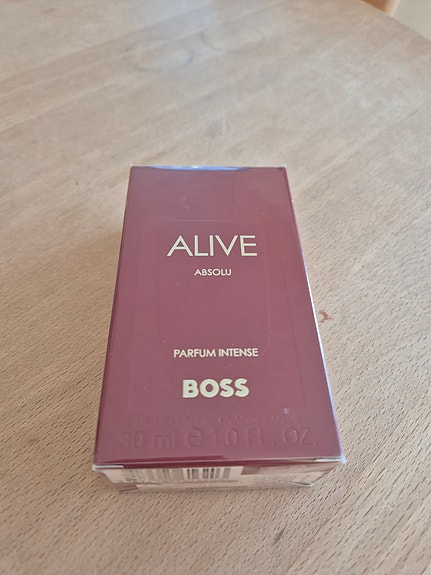 ALIVE
ABSOLU
PARFUM INTENSE
BOSS
30 ml e 1.0 FL. OZ.